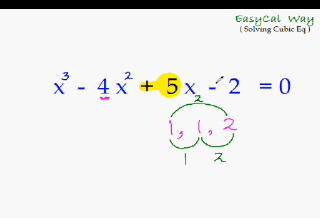 EasyCal Way
( Solving Cubic Eq )
x³ - 4x² + 5x - 2 = 0
2
1, 1, 2
1 2